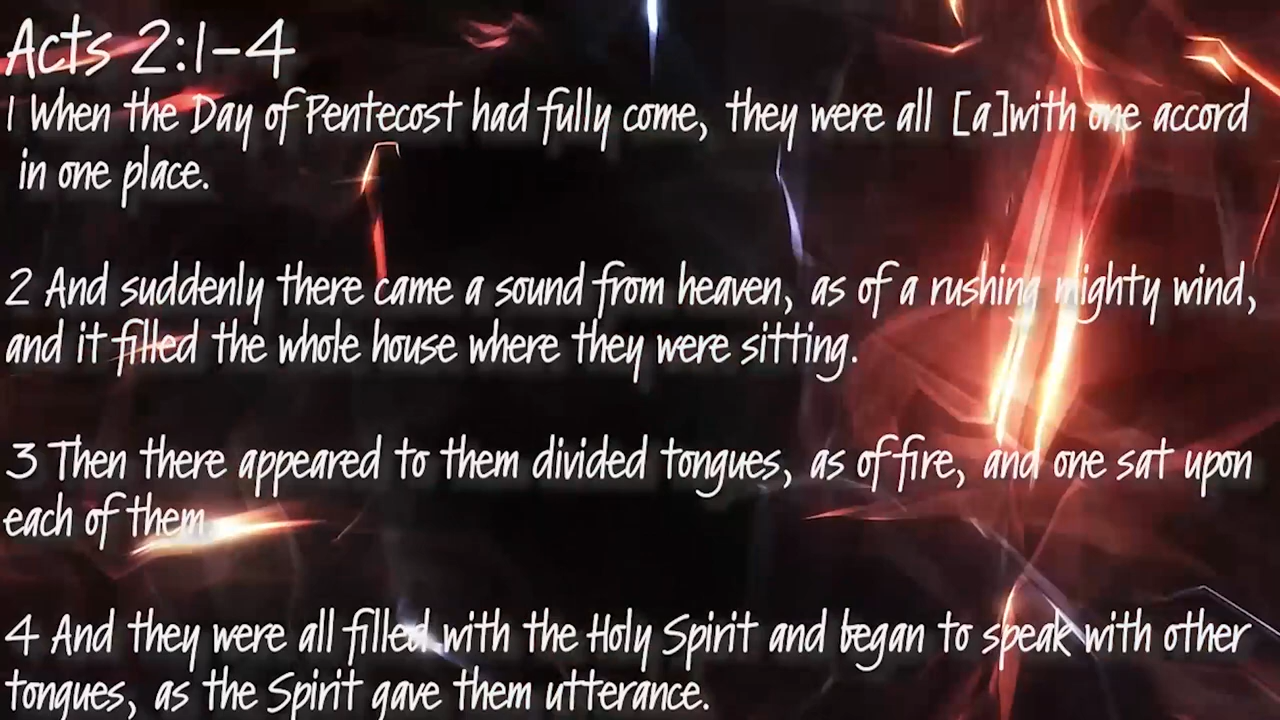 Acts 2:1-4
1 When the Day of Pentecost had fully come, they were all [a]with one accord
in one place.
2 And suddenly there came a sound from heaven, as of a rushing mighty wind,
and it filled the whole house where they were sitting.
3 Then there appeared to them divided tongues, as of fire, and one sat upon
each of them.
4 And they were all filled with the Holy Spirit and began to speak with other
tongues, as the Spirit gave them utterance.